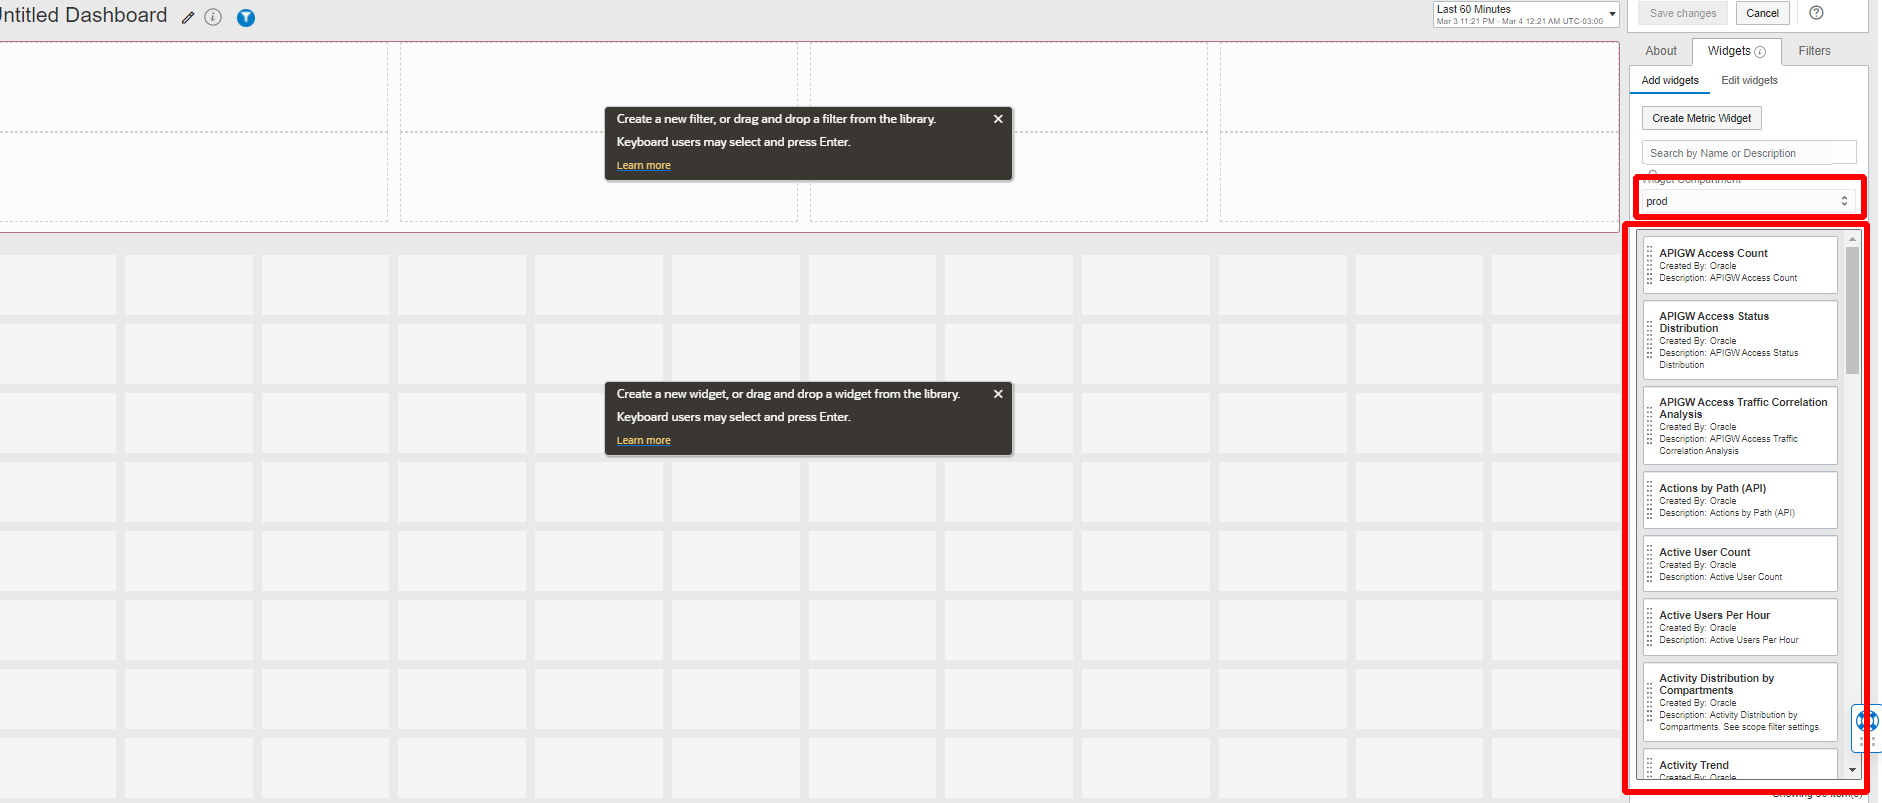 ntitled Dashboard
Last 60 Minutes
Mar 3 11:21 PM - Mar 4 12:21 AM UTC-03:00
Save changes
Cancel
About
Widgets
Filters
Add widgets
Edit widgets
Create Metric Widget
Search by Name or Description
Widget Compartment
prod
Create a new filter, or drag and drop a filter from the library.
Keyboard users may select and press Enter.
Learn more
Create a new widget, or drag and drop a widget from the library.
Keyboard users may select and press Enter.
Learn more
APIGW Access Count
Created By: Oracle
Description: APIGW Access Count
APIGW Access Status
Distribution
Created By: Oracle
Description: APIGW Access Status
Distribution
APIGW Access Traffic Correlation
Analysis
Created By: Oracle
Description: APIGW Access Traffic
Correlation Analysis
Actions by Path (API)
Created By: Oracle
Description: Actions by Path (API)
Active User Count
Created By: Oracle
Description: Active User Count
Active Users Per Hour
Created By: Oracle
Description: Active Users Per Hour
Activity Distribution by
Compartments
Created By: Oracle
Description: Activity Distribution by
Compartments. See scope filter settings.
Activity Trend
Created By: Oracle